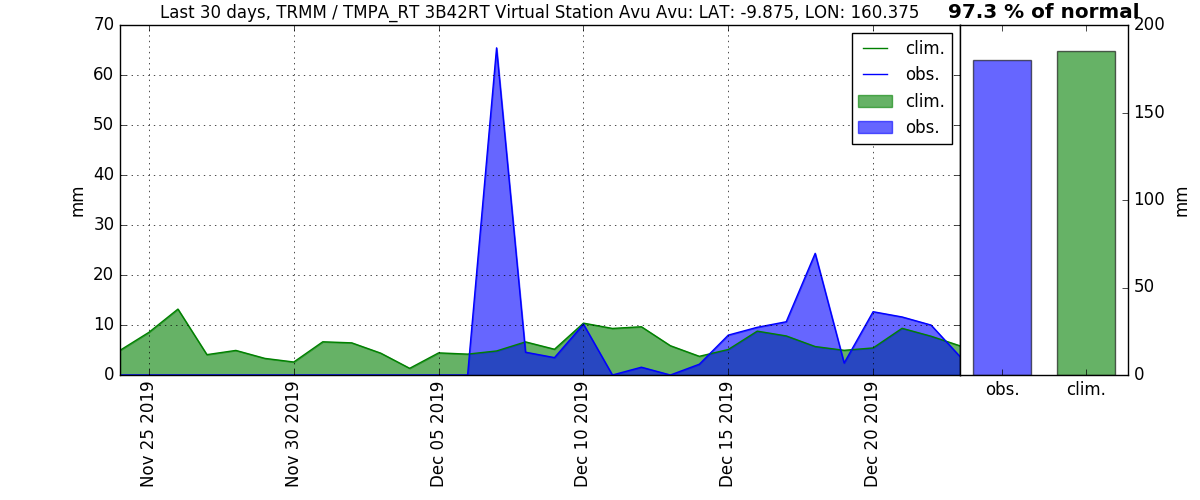 Last 30 days, TRMM / TMPA_RT 3B42RT Virtual Station Avu Avu: LAT: -9.875, LON: 160.375
97.3 % of normal
70
60
50
40
30
20
10
0
mm
clim.
obs.
clim.
obs.
200
150
100
50
0
mm
obs.
clim.
Nov 25 2019
Nov 30 2019
Dec 05 2019
Dec 10 2019
Dec 15 2019
Dec 20 2019